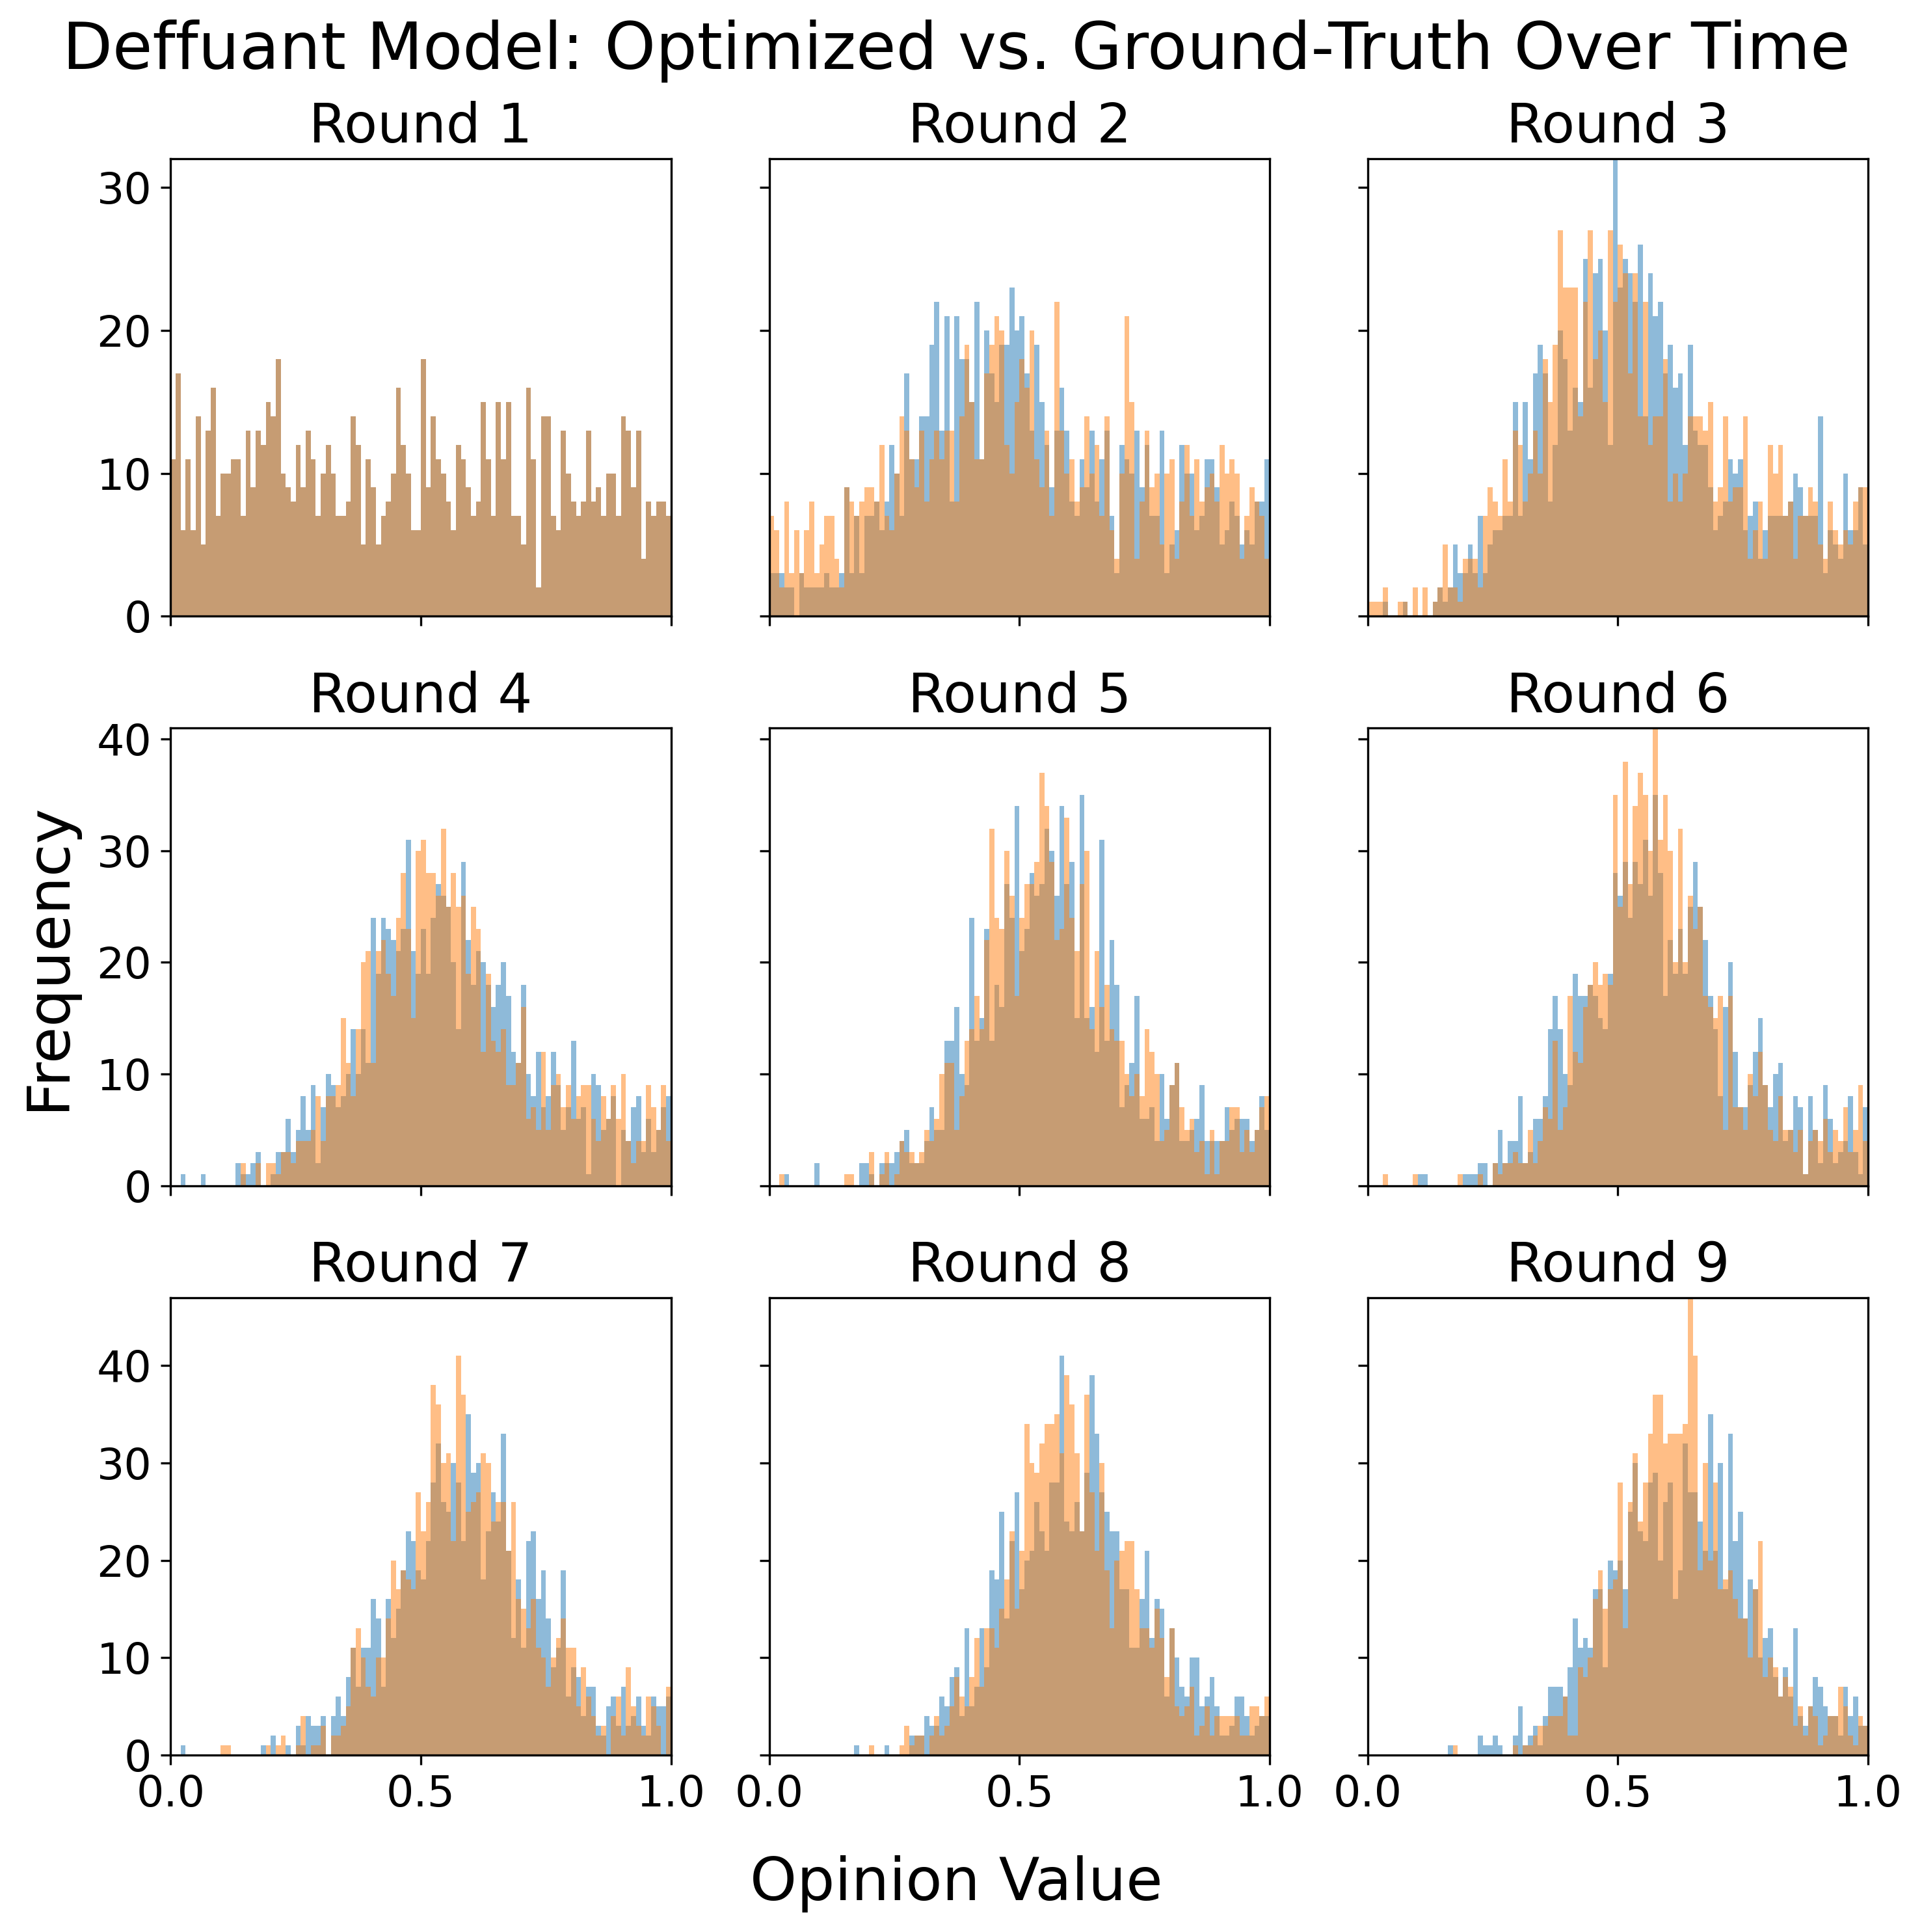 Deffuant Model: Optimized vs. Ground-Truth Over Time
Round 1
Round 2
Round 3
30
20
10
0
Round 4
Round 5
Round 6
40
30
20
10
0
Frequency
Round 7
Round 8
Round 9
40
30
20
10
0
0.0 0.5 1.0 0.0 0.5 1.0 0.0 0.5 1.0
Opinion Value